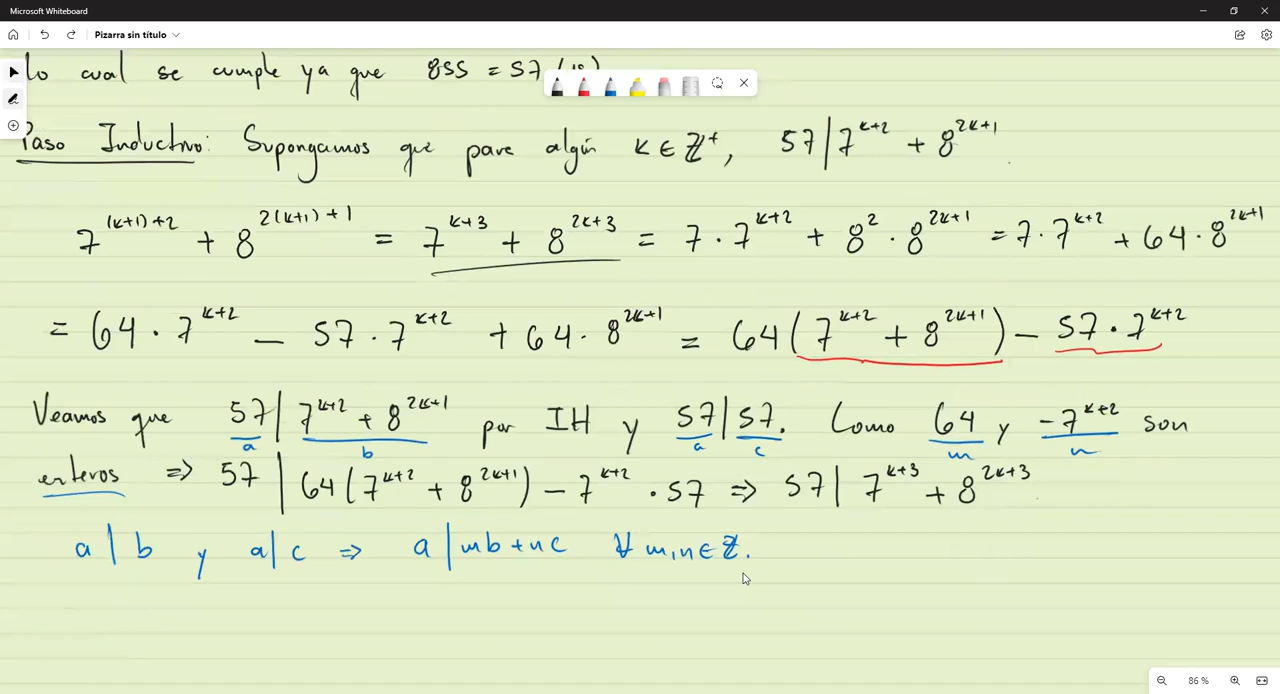 Microsoft Whiteboard
Pizarra sin título
lo cual se cumple ya que 855 = 57 (15)
Paso Inductivo: Supongamos que para algún k ∈ ℤ⁺, 57 | 7^{k+2} + 8^{2k+1}
7^{(k+1)+2} + 8^{2(k+1)+1} = 7^{k+3} + 8^{2k+3} = 7 · 7^{k+2} + 8² · 8^{2k+1} = 7 · 7^{k+2} + 64 · 8^{2k+1}
= 64 · 7^{k+2} − 57 · 7^{k+2} + 64 · 8^{2k+1} = 64 (7^{k+2} + 8^{2k+1}) − 57 · 7^{k+2}
Veamos que 57 | 7^{k+2} + 8^{2k+1} por IH y 57 | 57. Como 64 y −7^{k+2} son
a b a c m n
enteros ⇒ 57 | 64 (7^{k+2} + 8^{2k+1}) − 7^{k+2} · 57 ⇒ 57 | 7^{k+3} + 8^{2k+3}
a | b y a | c ⇒ a | mb + nc ∀ m, n ∈ ℤ.
86 %